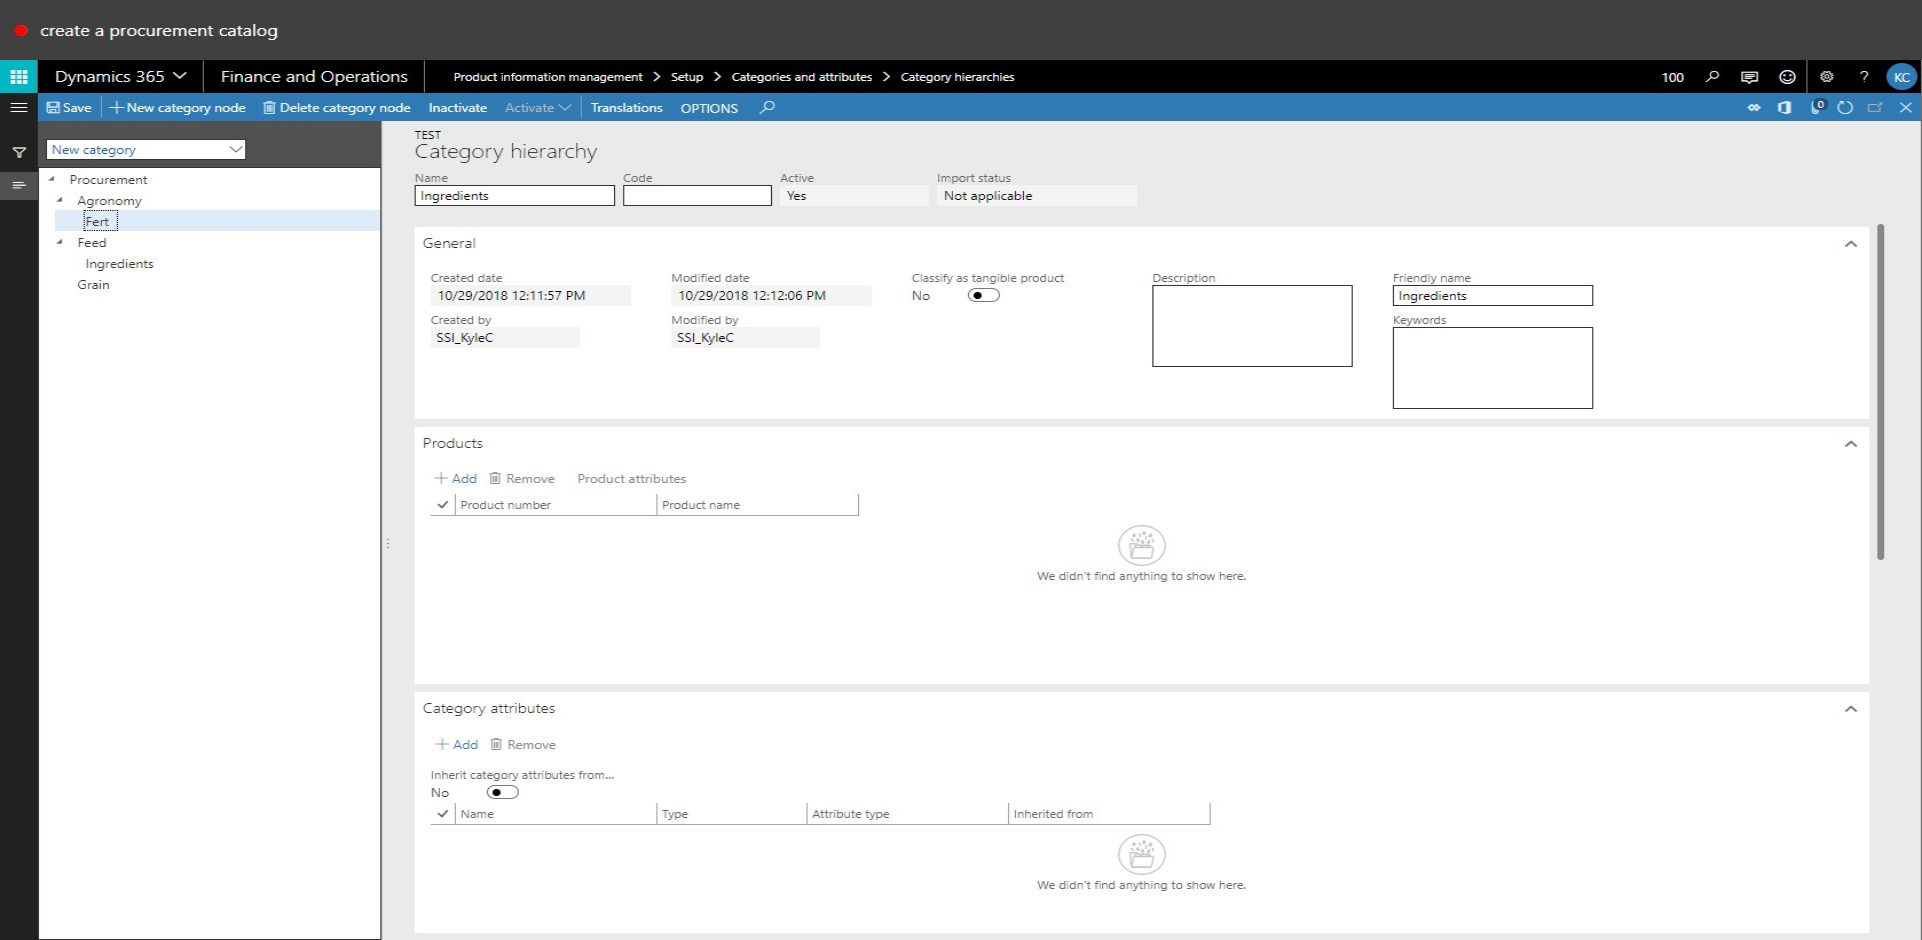 create a procurement catalog
Dynamics 365 Finance and Operations Product information management > Setup > Categories and attributes > Category hierarchies 100 ? KC
Save New category node Delete category node Inactivate Activate Translations OPTIONS 0
New category
Procurement
Agronomy
Fert
Feed
Ingredients
Grain
TEST
Category hierarchy
Name Code Active Import status
Ingredients Yes Not applicable
General
Created date Modified date Classify as tangible product Description Friendly name
10/29/2018 12:11:57 PM 10/29/2018 12:12:06 PM No Ingredients
Created by Modified by Keywords
SSI_KyleC SSI_KyleC
Products
Add Remove Product attributes
Product number Product name
We didn't find anything to show here.
Category attributes
Add Remove
Inherit category attributes from...
No
Name Type Attribute type Inherited from
We didn't find anything to show here.